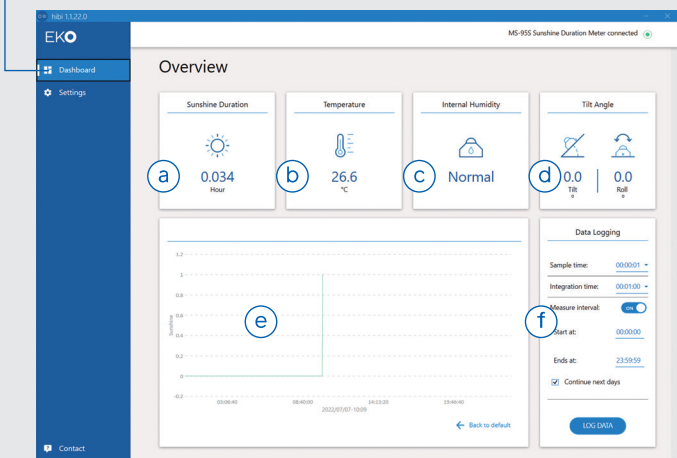 hibi 1.1.22.0
EKO
MS-95S Sunshine Duration Meter connected
Dashboard
Settings
Overview
Sunshine Duration
Temperature
Internal Humidity
Tilt Angle
a
0.034
Hour
b
26.6
°C
c
Normal
d
0.0
Tilt
°
0.0
Roll
°
1.2
1
0.8
0.6
0.4
0.2
0
-0.2
Sunshine
e
03:06:40
08:40:00
14:13:20
19:46:40
2022/07/07-10:09
Back to default
Data Logging
Sample time: 00:00:01
Integration time: 00:01:00
Measure interval: ON
f
Start at: 00:00:00
Ends at: 23:59:59
Continue next days
LOG DATA
Contact